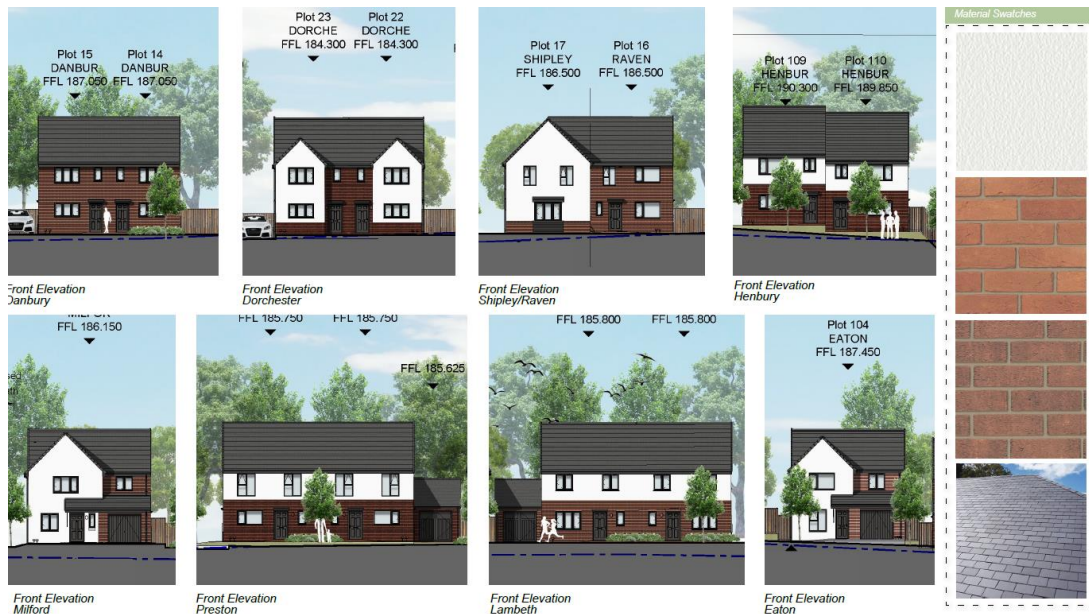 Plot 15
DANBUR
FFL 187.050
Plot 14
DANBUR
FFL 187.050
Front Elevation
Danbury
Plot 23
DORCHE
FFL 184.300
Plot 22
DORCHE
FFL 184.300
Front Elevation
Dorchester
Plot 17
SHIPLEY
FFL 186.500
Plot 16
RAVEN
FFL 186.500
Front Elevation
Shipley/Raven
Plot 109
HENBUR
FFL 190.300
Plot 110
HENBUR
FFL 189.850
Front Elevation
Henbury
Material Swatches
MILFOR
FFL 186.150
Front Elevation
Milford
FFL 185.750
FFL 185.750
FFL 185.625
Front Elevation
Preston
FFL 185.800
FFL 185.800
Front Elevation
Lambeth
Plot 104
EATON
FFL 187.450
Front Elevation
Eaton